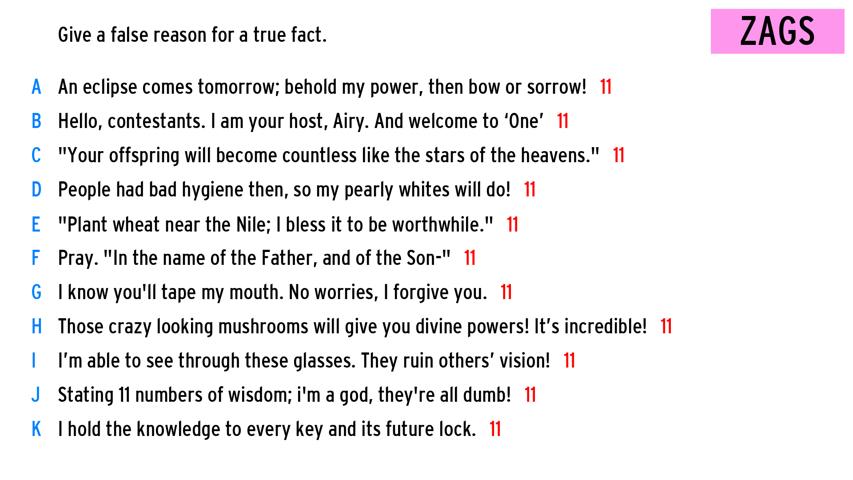 Give a false reason for a true fact.
ZAGS
A An eclipse comes tomorrow; behold my power, then bow or sorrow! 11
B Hello, contestants. I am your host, Airy. And welcome to ‘One’ 11
C "Your offspring will become countless like the stars of the heavens." 11
D People had bad hygiene then, so my pearly whites will do! 11
E "Plant wheat near the Nile; I bless it to be worthwhile." 11
F Pray. "In the name of the Father, and of the Son-" 11
G I know you'll tape my mouth. No worries, I forgive you. 11
H Those crazy looking mushrooms will give you divine powers! It’s incredible! 11
I I’m able to see through these glasses. They ruin others’ vision! 11
J Stating 11 numbers of wisdom; i'm a god, they're all dumb! 11
K I hold the knowledge to every key and its future lock. 11